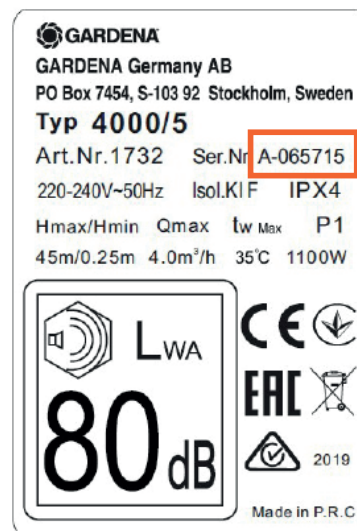 GARDENA
GARDENA Germany AB
PO Box 7454, S-103 92 Stockholm, Sweden
Typ 4000/5
Art.Nr.1732 Ser.Nr A-065715
220-240V~50Hz Isol.Kl F IPX4
Hmax/Hmin Qmax tw Max P1
45m/0.25m 4.0m³/h 35°C 1100W
LWA
80dB
CE
EAC
2019
Made in P.R.C